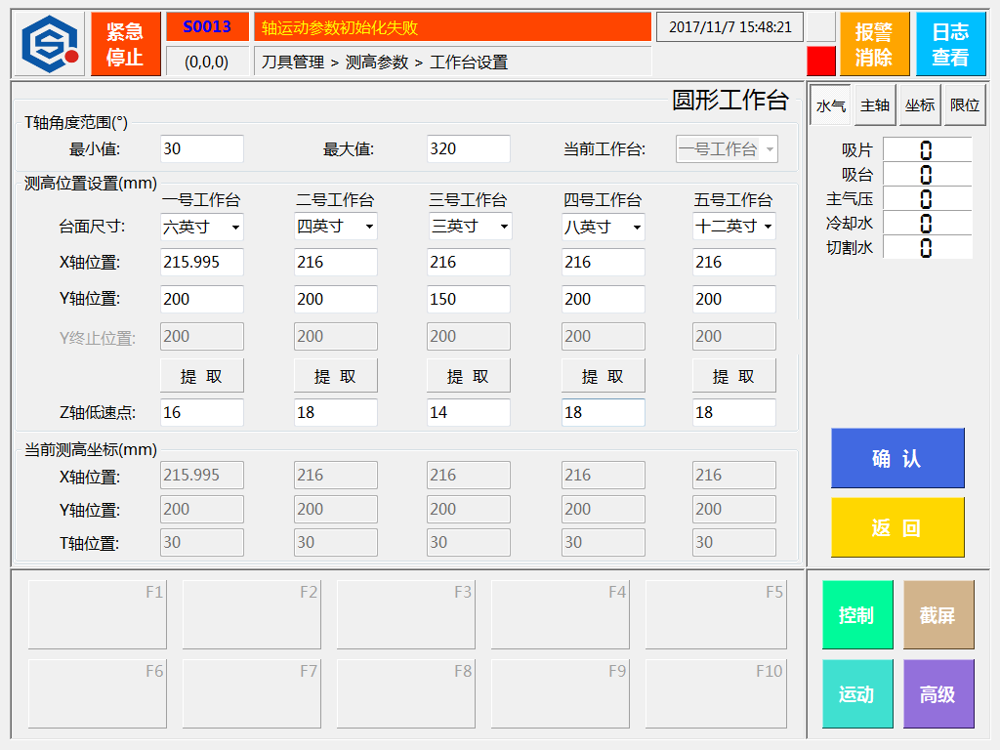 紧急
停止
S0013
轴运动参数初始化失败
2017/11/7 15:48:21
报警
消除
日志
查看
(0,0,0)
刀具管理 > 测高参数 > 工作台设置
圆形工作台
水气 主轴 坐标 限位
T轴角度范围(°)
最小值: 30 最大值: 320 当前工作台: 一号工作台
吸片 0
吸台 0
主气压 0
冷却水 0
切割水 0
测高位置设置(mm)
一号工作台 二号工作台 三号工作台 四号工作台 五号工作台
台面尺寸: 六英寸 四英寸 三英寸 八英寸 十二英寸
X轴位置: 215.995 216 216 216 216
Y轴位置: 200 200 150 200 200
Y终止位置: 200 200 200 200 200
提 取 提 取 提 取 提 取 提 取
Z轴低速点: 16 18 14 18 18
当前测高坐标(mm)
X轴位置: 215.995 216 216 216 216
Y轴位置: 200 200 200 200 200
T轴位置: 30 30 30 30 30
确 认
返 回
F1 F2 F3 F4 F5
F6 F7 F8 F9 F10
控制 截屏
运动 高级